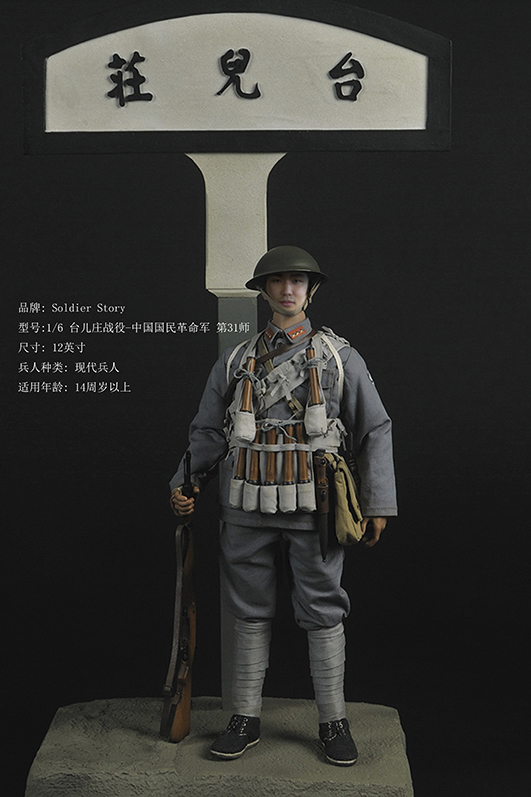 莊兒台
品牌: Soldier Story
型号:1/6 台儿庄战役-中国国民革命军 第31师
尺寸: 12英寸
兵人种类: 现代兵人
适用年龄: 14周岁以上